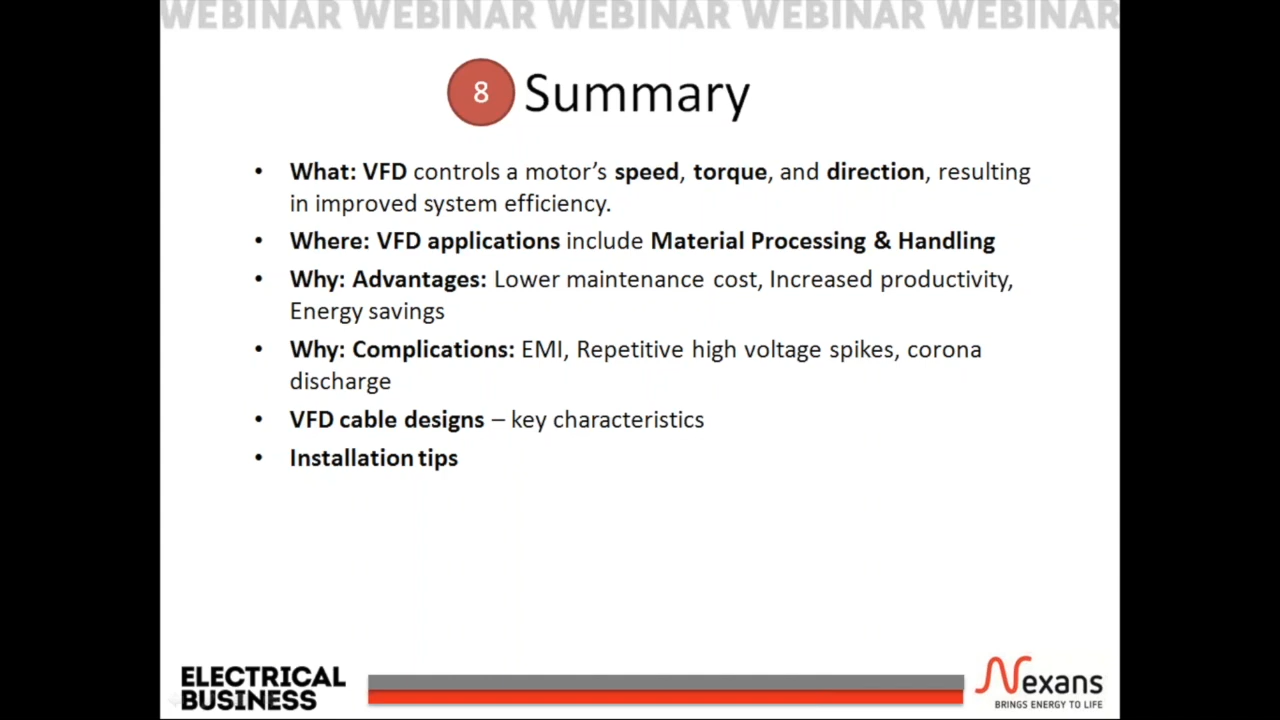 WEBINAR WEBINAR WEBINAR WEBINAR WEBINAR
8 Summary
• What: VFD controls a motor’s speed, torque, and direction, resulting
in improved system efficiency.
• Where: VFD applications include Material Processing & Handling
• Why: Advantages: Lower maintenance cost, Increased productivity,
Energy savings
• Why: Complications: EMI, Repetitive high voltage spikes, corona
discharge
• VFD cable designs – key characteristics
• Installation tips
ELECTRICAL
BUSINESS
Nexans
BRINGS ENERGY TO LIFE